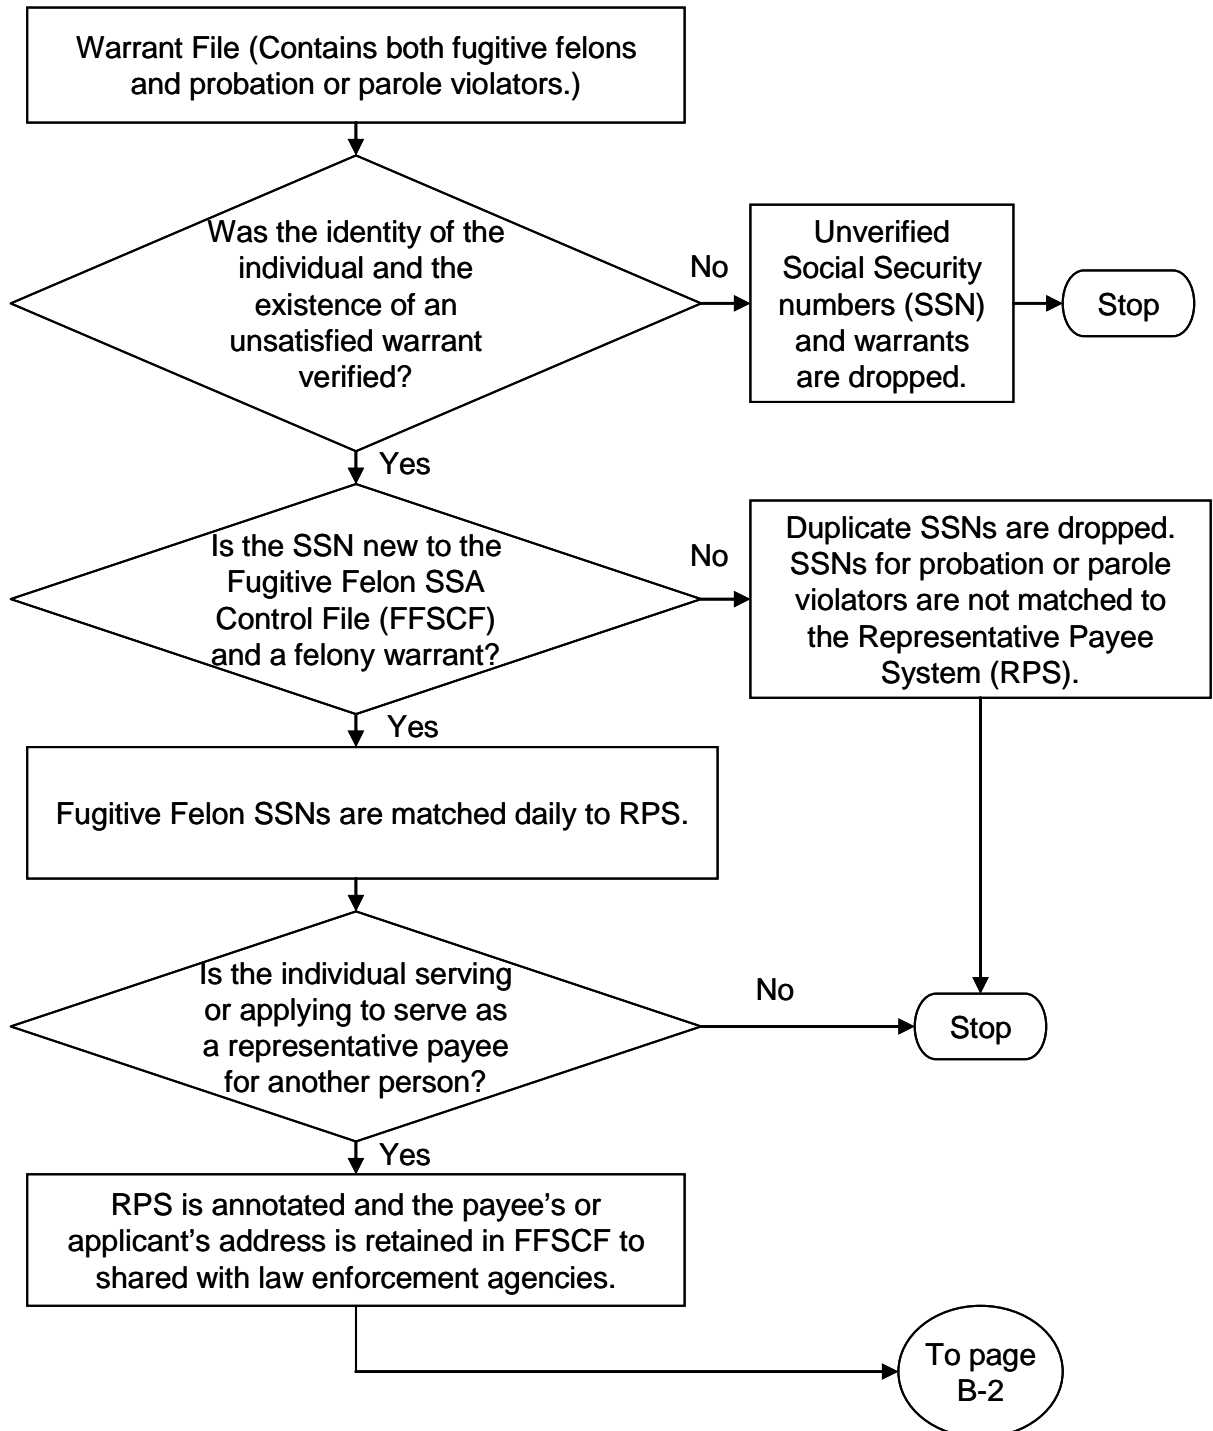 Warrant File (Contains both fugitive felons
and probation or parole violators.)
Was the identity of the
individual and the
existence of an
unsatisfied warrant
verified?
No
Unverified
Social Security
numbers (SSN)
and warrants
are dropped.
Stop
Yes
Is the SSN new to the
Fugitive Felon SSA
Control File (FFSCF)
and a felony warrant?
No
Duplicate SSNs are dropped.
SSNs for probation or parole
violators are not matched to
the Representative Payee
System (RPS).
Yes
Fugitive Felon SSNs are matched daily to RPS.
Is the individual serving
or applying to serve as
a representative payee
for another person?
No
Stop
Yes
RPS is annotated and the payee’s or
applicant’s address is retained in FFSCF to
shared with law enforcement agencies.
To page
B-2